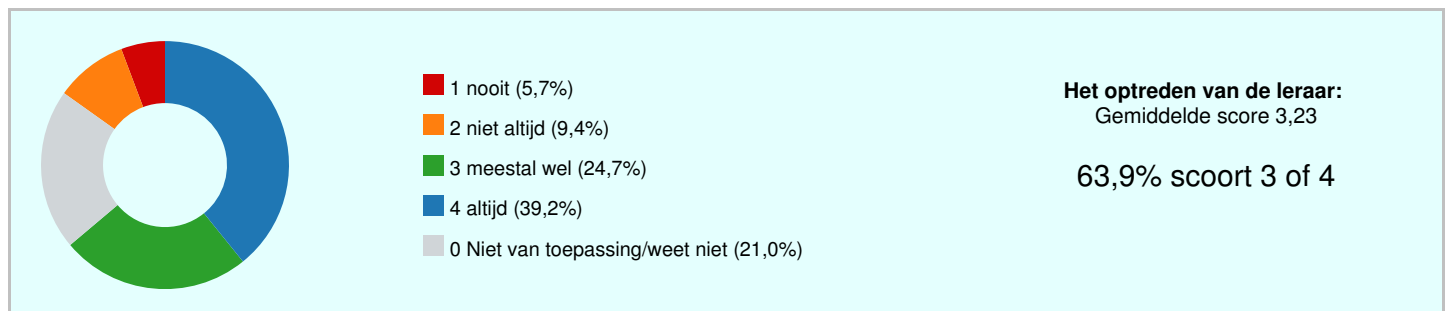 1 nooit (5,7%)
2 niet altijd (9,4%)
3 meestal wel (24,7%)
4 altijd (39,2%)
0 Niet van toepassing/weet niet (21,0%)
Het optreden van de leraar:
Gemiddelde score 3,23
63,9% scoort 3 of 4